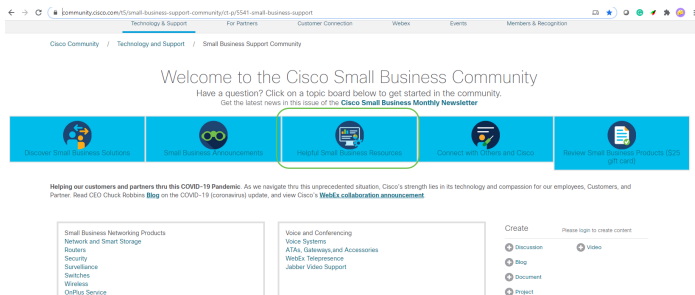 community.cisco.com/t5/small-business-support-community/ct-p/5541-small-business-support
Technology & Support For Partners Customer Connection Webex Events Members & Recognition
Cisco Community / Technology and Support / Small Business Support Community
Welcome to the Cisco Small Business Community
Have a question? Click on a topic board below to get started in the community.
Get the latest news in this issue of the Cisco Small Business Monthly Newsletter
Discover Small Business Solutions
Small Business Announcements
Helpful Small Business Resources
Connect with Others and Cisco
Review Small Business Products ($25
gift card)
Helping our customers and partners thru this COVID-19 Pandemic. As we navigate thru this unprecedented situation, Cisco's strength lies in its technology and compassion for our employees, Customers, and
Partner. Read CEO Chuck Robbins Blog on the COVID-19 (coronavirus) update, and view Cisco's WebEx collaboration announcement.
Small Business Networking Products
Network and Smart Storage
Routers
Security
Surveillance
Switches
Wireless
OnPlus Service
Voice and Conferencing
Voice Systems
ATAs, Gateways,and Accessories
WebEx Telepresence
Jabber Video Support
Create Please login to create content
Discussion Video
Blog
Document
Project